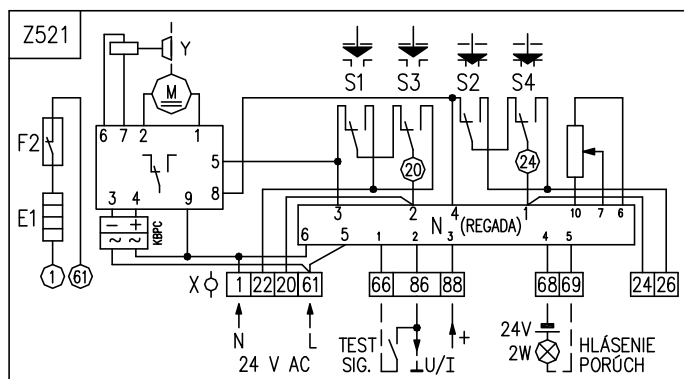 Z521
Y
S1 S3 S2 S4
M
6 7 2 1
F2
5
20
24
8
3 4 9
3 2 4 1 10 7 6
E1
− +
~ ~
KBPC
N (REGADA)
6 5 1 2 3 4 5
1 61
X 1 22 20 61 66 86 88 68 69 24 26
N L
24 V AC
TEST
SIG.
U/I
+
24V
2W
HLÁSENIE
PORÚCH